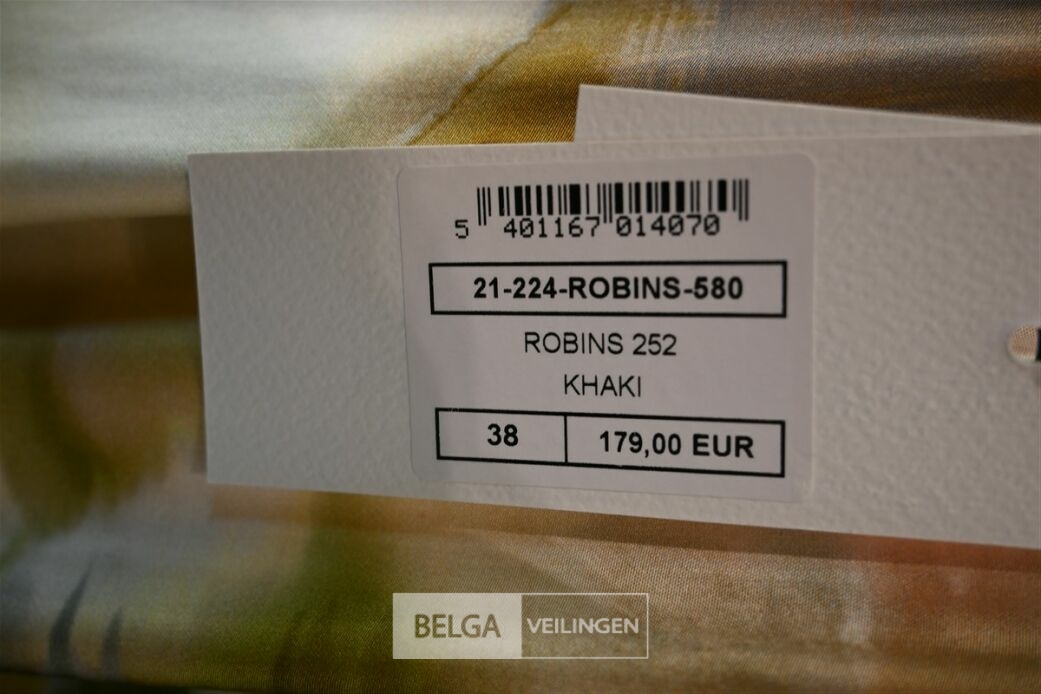 5 401167 014070
21-224-ROBINS-580
ROBINS 252
KHAKI
38 179,00 EUR
BELGA VEILINGEN